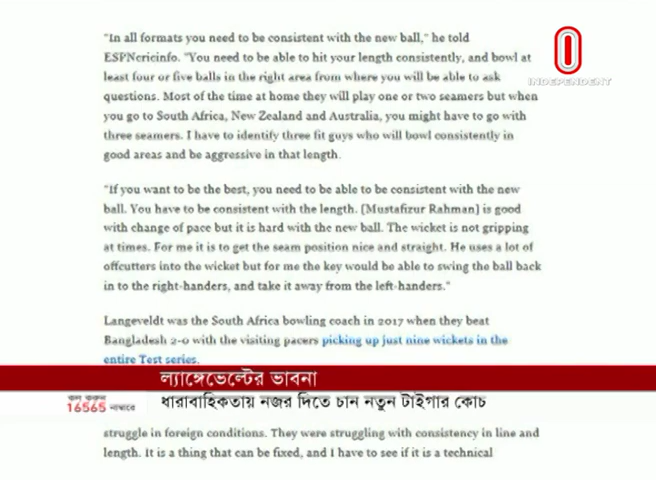 "In all formats you need to be consistent with the new ball," he told
ESPNcricinfo. "You need to be able to hit your length consistently, and bowl at
least four or five balls in the right area from where you will be able to ask
questions. Most of the time at home they will play one or two seamers but when
you go to South Africa, New Zealand and Australia, you might have to go with
three seamers. I have to identify three fit guys who will bowl consistently in
good areas and be aggressive in that length.
INDEPENDENT
"If you want to be the best, you need to be able to be consistent with the new
ball. You have to be consistent with the length. [Mustafizur Rahman] is good
with change of pace but it is hard with the new ball. The wicket is not gripping
at times. For me it is to get the seam position nice and straight. He uses a lot of
offcutters into the wicket but for me the key would be able to swing the ball back
in to the right-handers, and take it away from the left-handers."
Langeveldt was the South Africa bowling coach in 2017 when they beat
Bangladesh 2-0 with the visiting pacers picking up just nine wickets in the
entire Test series.
ল্যাঙ্গেভেল্টের ভাবনা
কল করুন
16565 নাম্বারে
ধারাবাহিকতায় নজর দিতে চান নতুন টাইগার কোচ
struggle in foreign conditions. They were struggling with consistency in line and
length. It is a thing that can be fixed, and I have to see if it is a technical